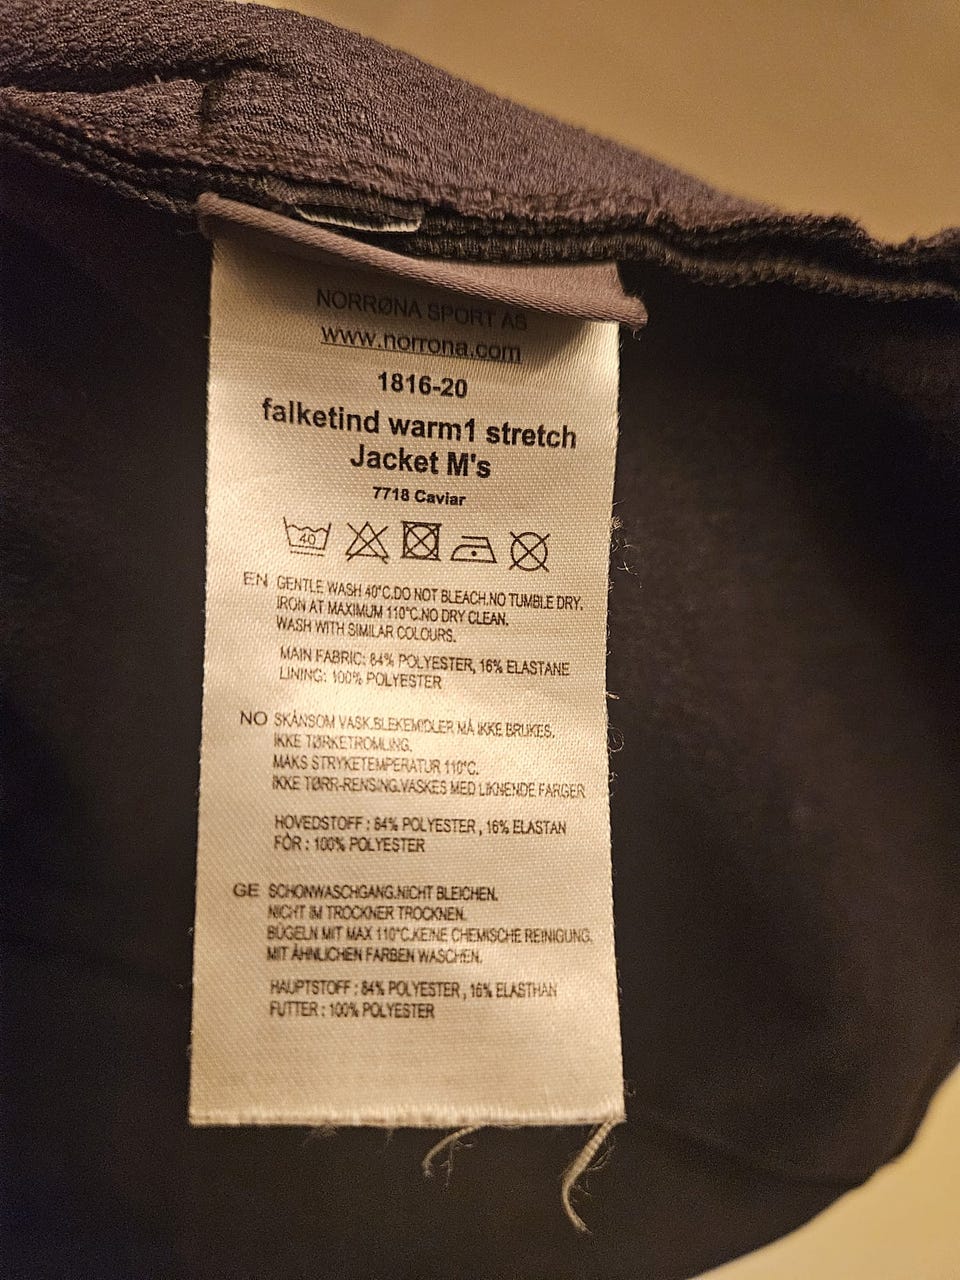 NORRØNA SPORT AS
www.norrona.com
1816-20
falketind warm1 stretch
Jacket M's
7718 Caviar
40
EN GENTLE WASH 40°C.DO NOT BLEACH.NO TUMBLE DRY.
IRON AT MAXIMUM 110°C.NO DRY CLEAN.
WASH WITH SIMILAR COLOURS.
MAIN FABRIC: 84% POLYESTER, 16% ELASTANE
LINING: 100% POLYESTER
NO SKÅNSOM VASK.BLEKEMIDLER MÅ IKKE BRUKES.
IKKE TØRKETROMLING.
MAKS STRYKETEMPERATUR 110°C.
IKKE TØRR-RENSING.VASKES MED LIKNENDE FARGER
HOVEDSTOFF : 84% POLYESTER , 16% ELASTAN
FÒR : 100% POLYESTER
GE SCHONWASCHGANG.NICHT BLEICHEN.
NICHT IM TROCKNER TROCKNEN.
BÜGELN MIT MAX 110°C.KEINE CHEMISCHE REINIGUNG.
MIT ÄHNLICHEN FARBEN WASCHEN.
HAUPTSTOFF : 84% POLYESTER , 16% ELASTHAN
FUTTER : 100% POLYESTER